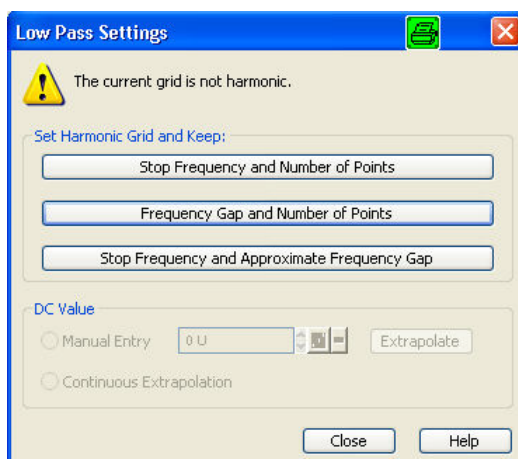 Low Pass Settings
The current grid is not harmonic.
Set Harmonic Grid and Keep:
Stop Frequency and Number of Points
Frequency Gap and Number of Points
Stop Frequency and Approximate Frequency Gap
DC Value
Manual Entry 0 U Extrapolate
Continuous Extrapolation
Close Help